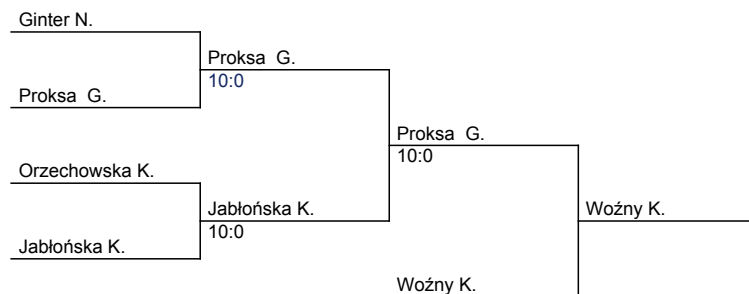 Ginter N.
Proksa G.
10:0
Proksa G.
Proksa G.
10:0
Orzechowska K.
Jabłońska K.
10:0
Woźny K.
Jabłońska K.
Woźny K.